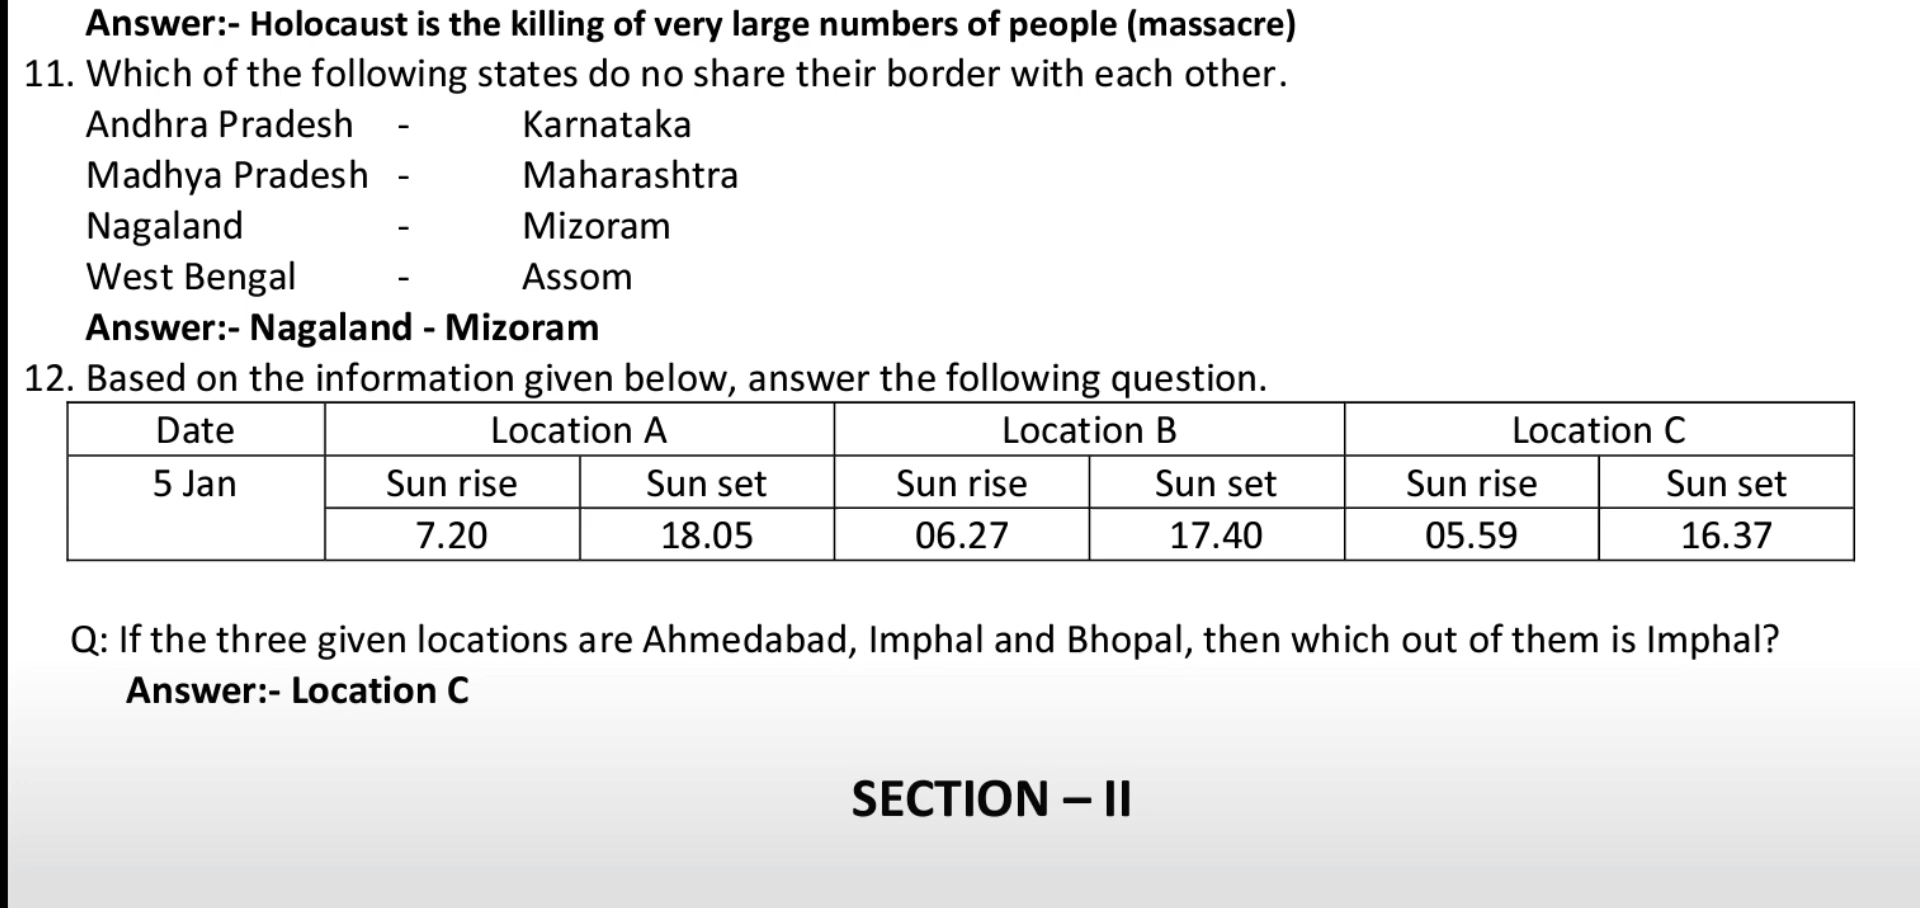 Answer:- Holocaust is the killing of very large numbers of people (massacre)
11. Which of the following states do no share their border with each other.
Andhra Pradesh - Karnataka
Madhya Pradesh - Maharashtra
Nagaland - Mizoram
West Bengal - Assom
Answer:- Nagaland - Mizoram
12. Based on the information given below, answer the following question.
Date Location A Location B Location C
5 Jan Sun rise Sun set Sun rise Sun set Sun rise Sun set
7.20 18.05 06.27 17.40 05.59 16.37
Q: If the three given locations are Ahmedabad, Imphal and Bhopal, then which out of them is Imphal?
Answer:- Location C
SECTION – II